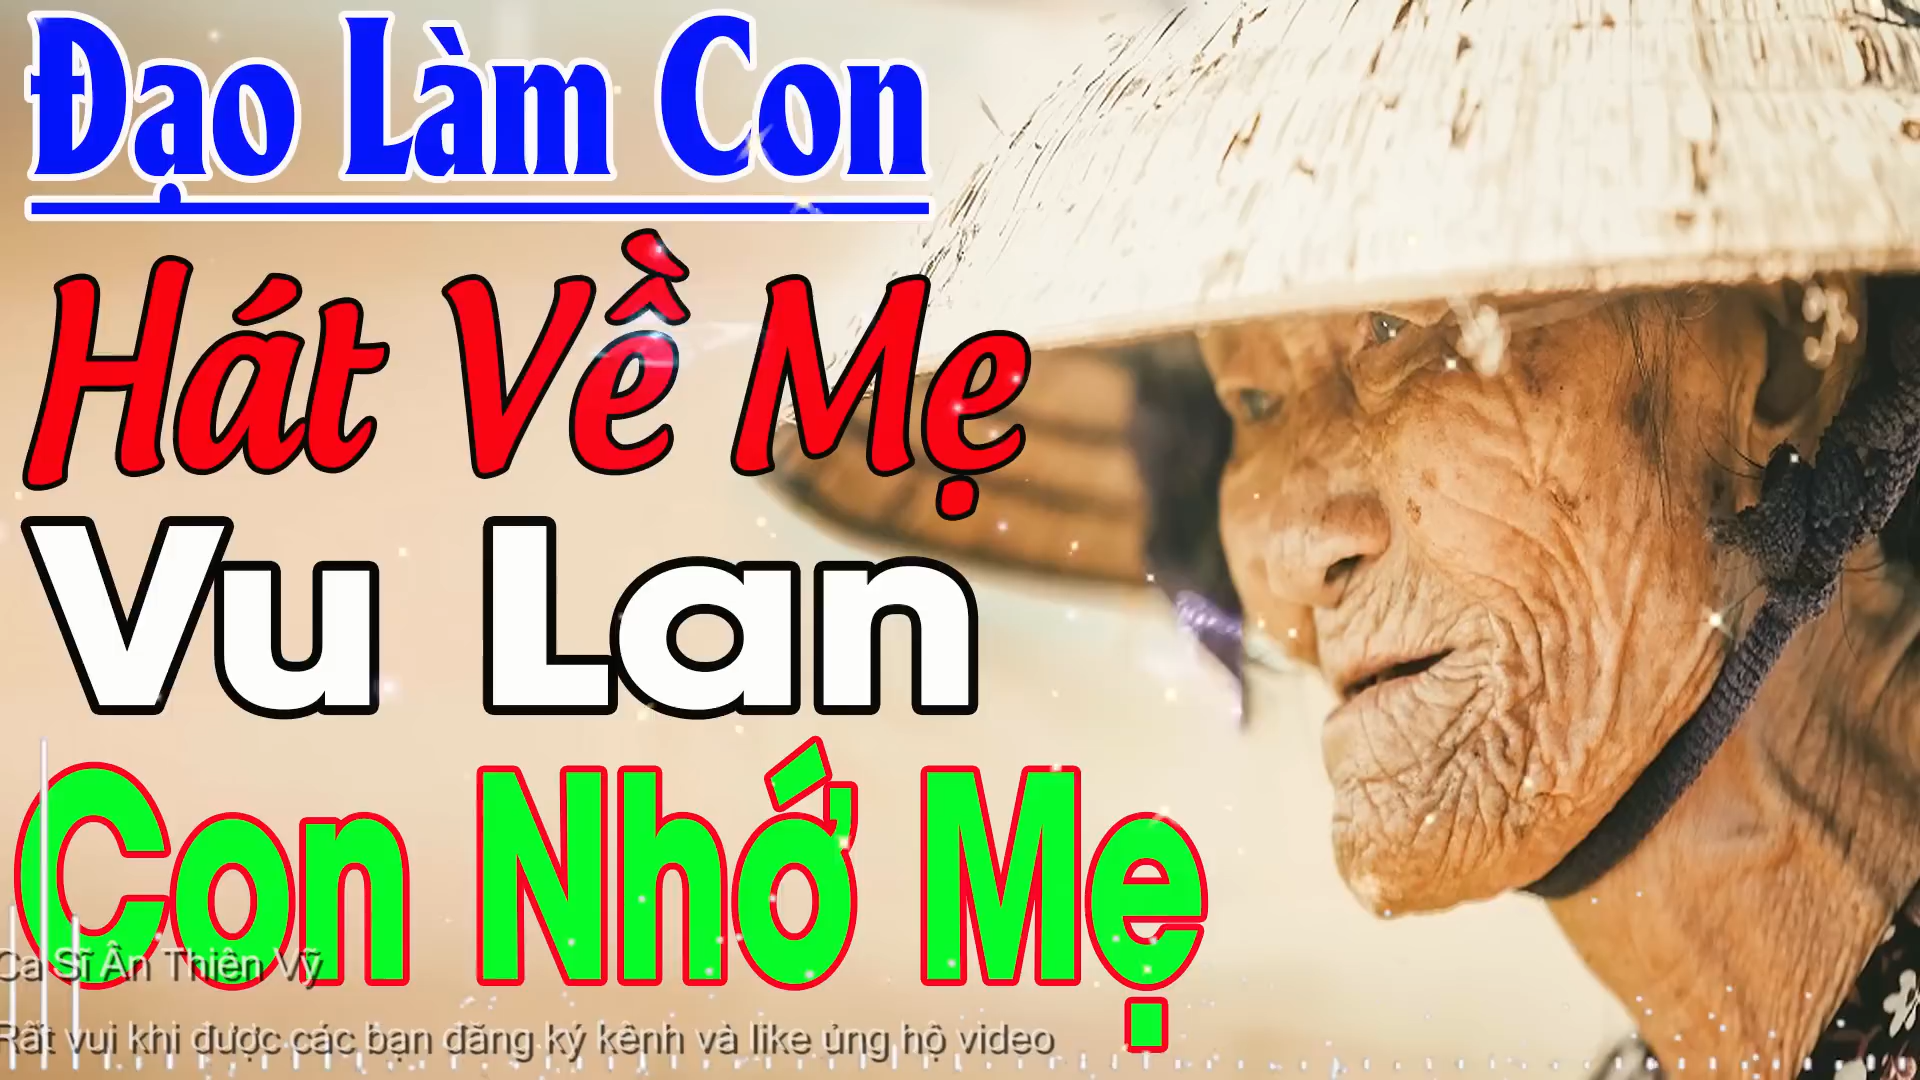 Đạo Làm Con
Hát Về Mẹ
Vu Lan
Con Nhớ Mẹ
Ca Sĩ Ân Thiên Vỹ
Rất vui khi được các bạn đăng ký kênh và like ủng hộ video